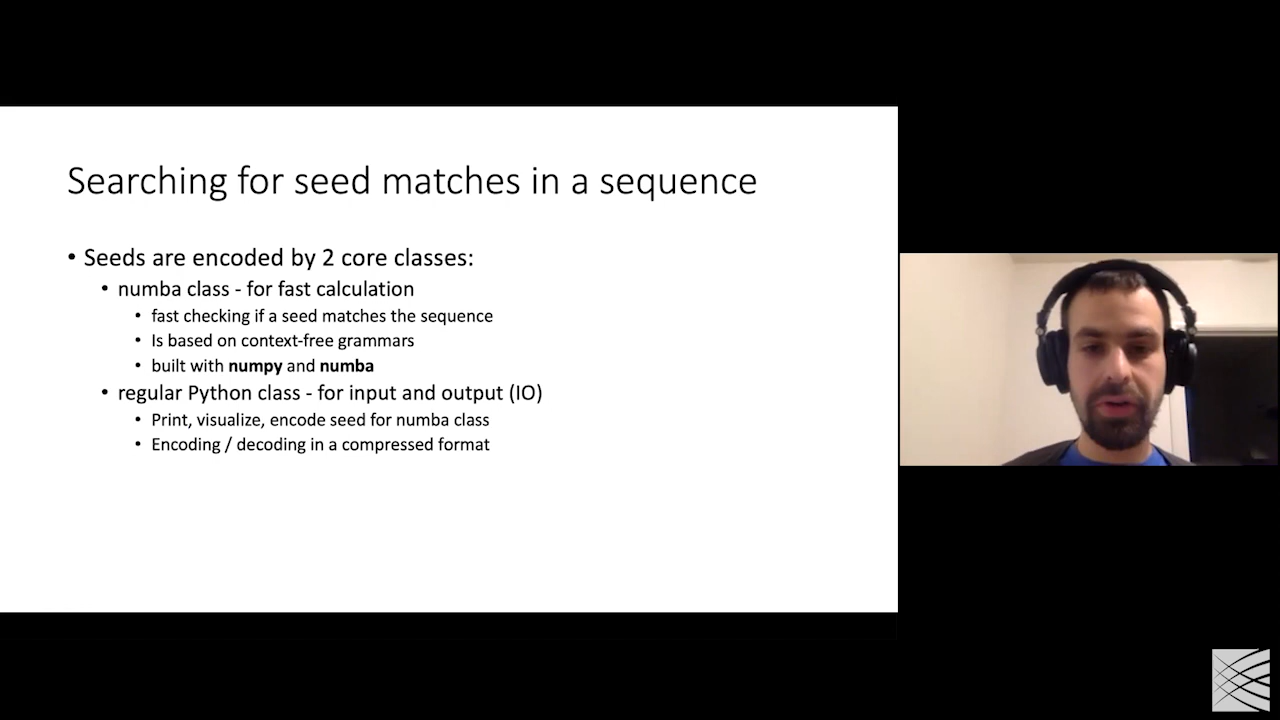 Searching for seed matches in a sequence
• Seeds are encoded by 2 core classes:
• numba class - for fast calculation
• fast checking if a seed matches the sequence
• Is based on context-free grammars
• built with numpy and numba
• regular Python class - for input and output (IO)
• Print, visualize, encode seed for numba class
• Encoding / decoding in a compressed format